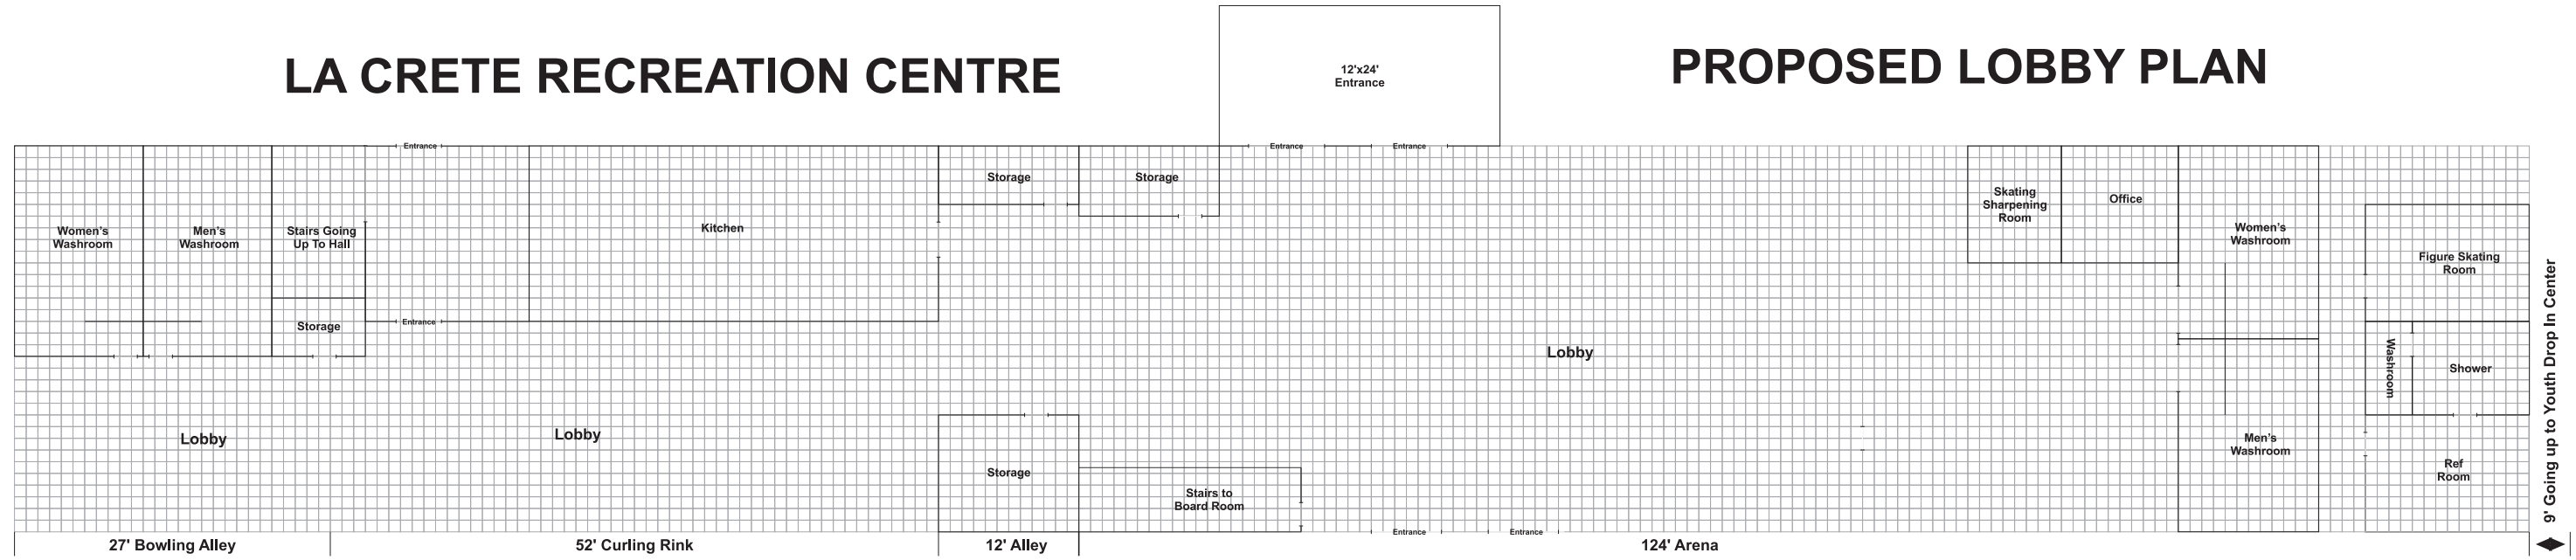 LA CRETE RECREATION CENTRE
PROPOSED LOBBY PLAN
12'x24'
Entrance
Entrance
Entrance
Entrance
Women's
Washroom
Men's
Washroom
Stairs Going
Up To Hall
Storage
Entrance
Kitchen
Storage
Storage
Skating
Sharpening
Room
Office
Women's
Washroom
Figure Skating
Room
Washroom
Shower
Lobby
Lobby
Lobby
Storage
Stairs to
Board Room
Men's
Washroom
Ref
Room
Entrance
Entrance
27' Bowling Alley
52' Curling Rink
12' Alley
124' Arena
9' Going up to Youth Drop In Center